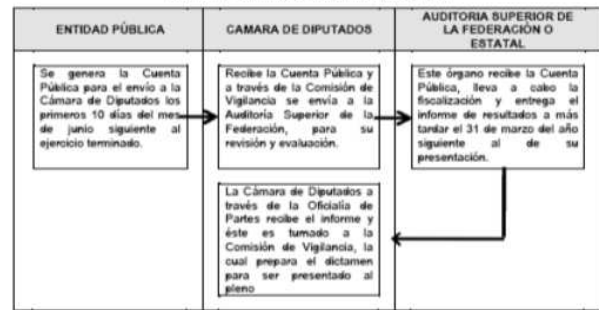 ENTIDAD PÚBLICA
CAMARA DE DIPUTADOS
AUDITORIA SUPERIOR DE
LA FEDERACIÓN O
ESTATAL
Se genera la Cuenta
Pública para el envío a la
Cámara de Diputados los
primeros 10 días del mes
de junio siguiente al
ejercicio terminado.
Recibe la Cuenta Pública y
a través de la Comisión de
Vigilancia se envía a la
Auditoría Superior de la
Federación, para su
revisión y evaluación.
Este órgano recibe la Cuenta
Pública, lleva a cabo la
fiscalización y entrega el
informe de resultados a más
tardar el 31 de marzo del año
siguiente al de su
presentación.
La Cámara de Diputados a
través de la Oficialía de
Partes recibe el informe y
éste es turnado a la
Comisión de Vigilancia, la
cual prepara el dictamen
para ser presentado al
pleno